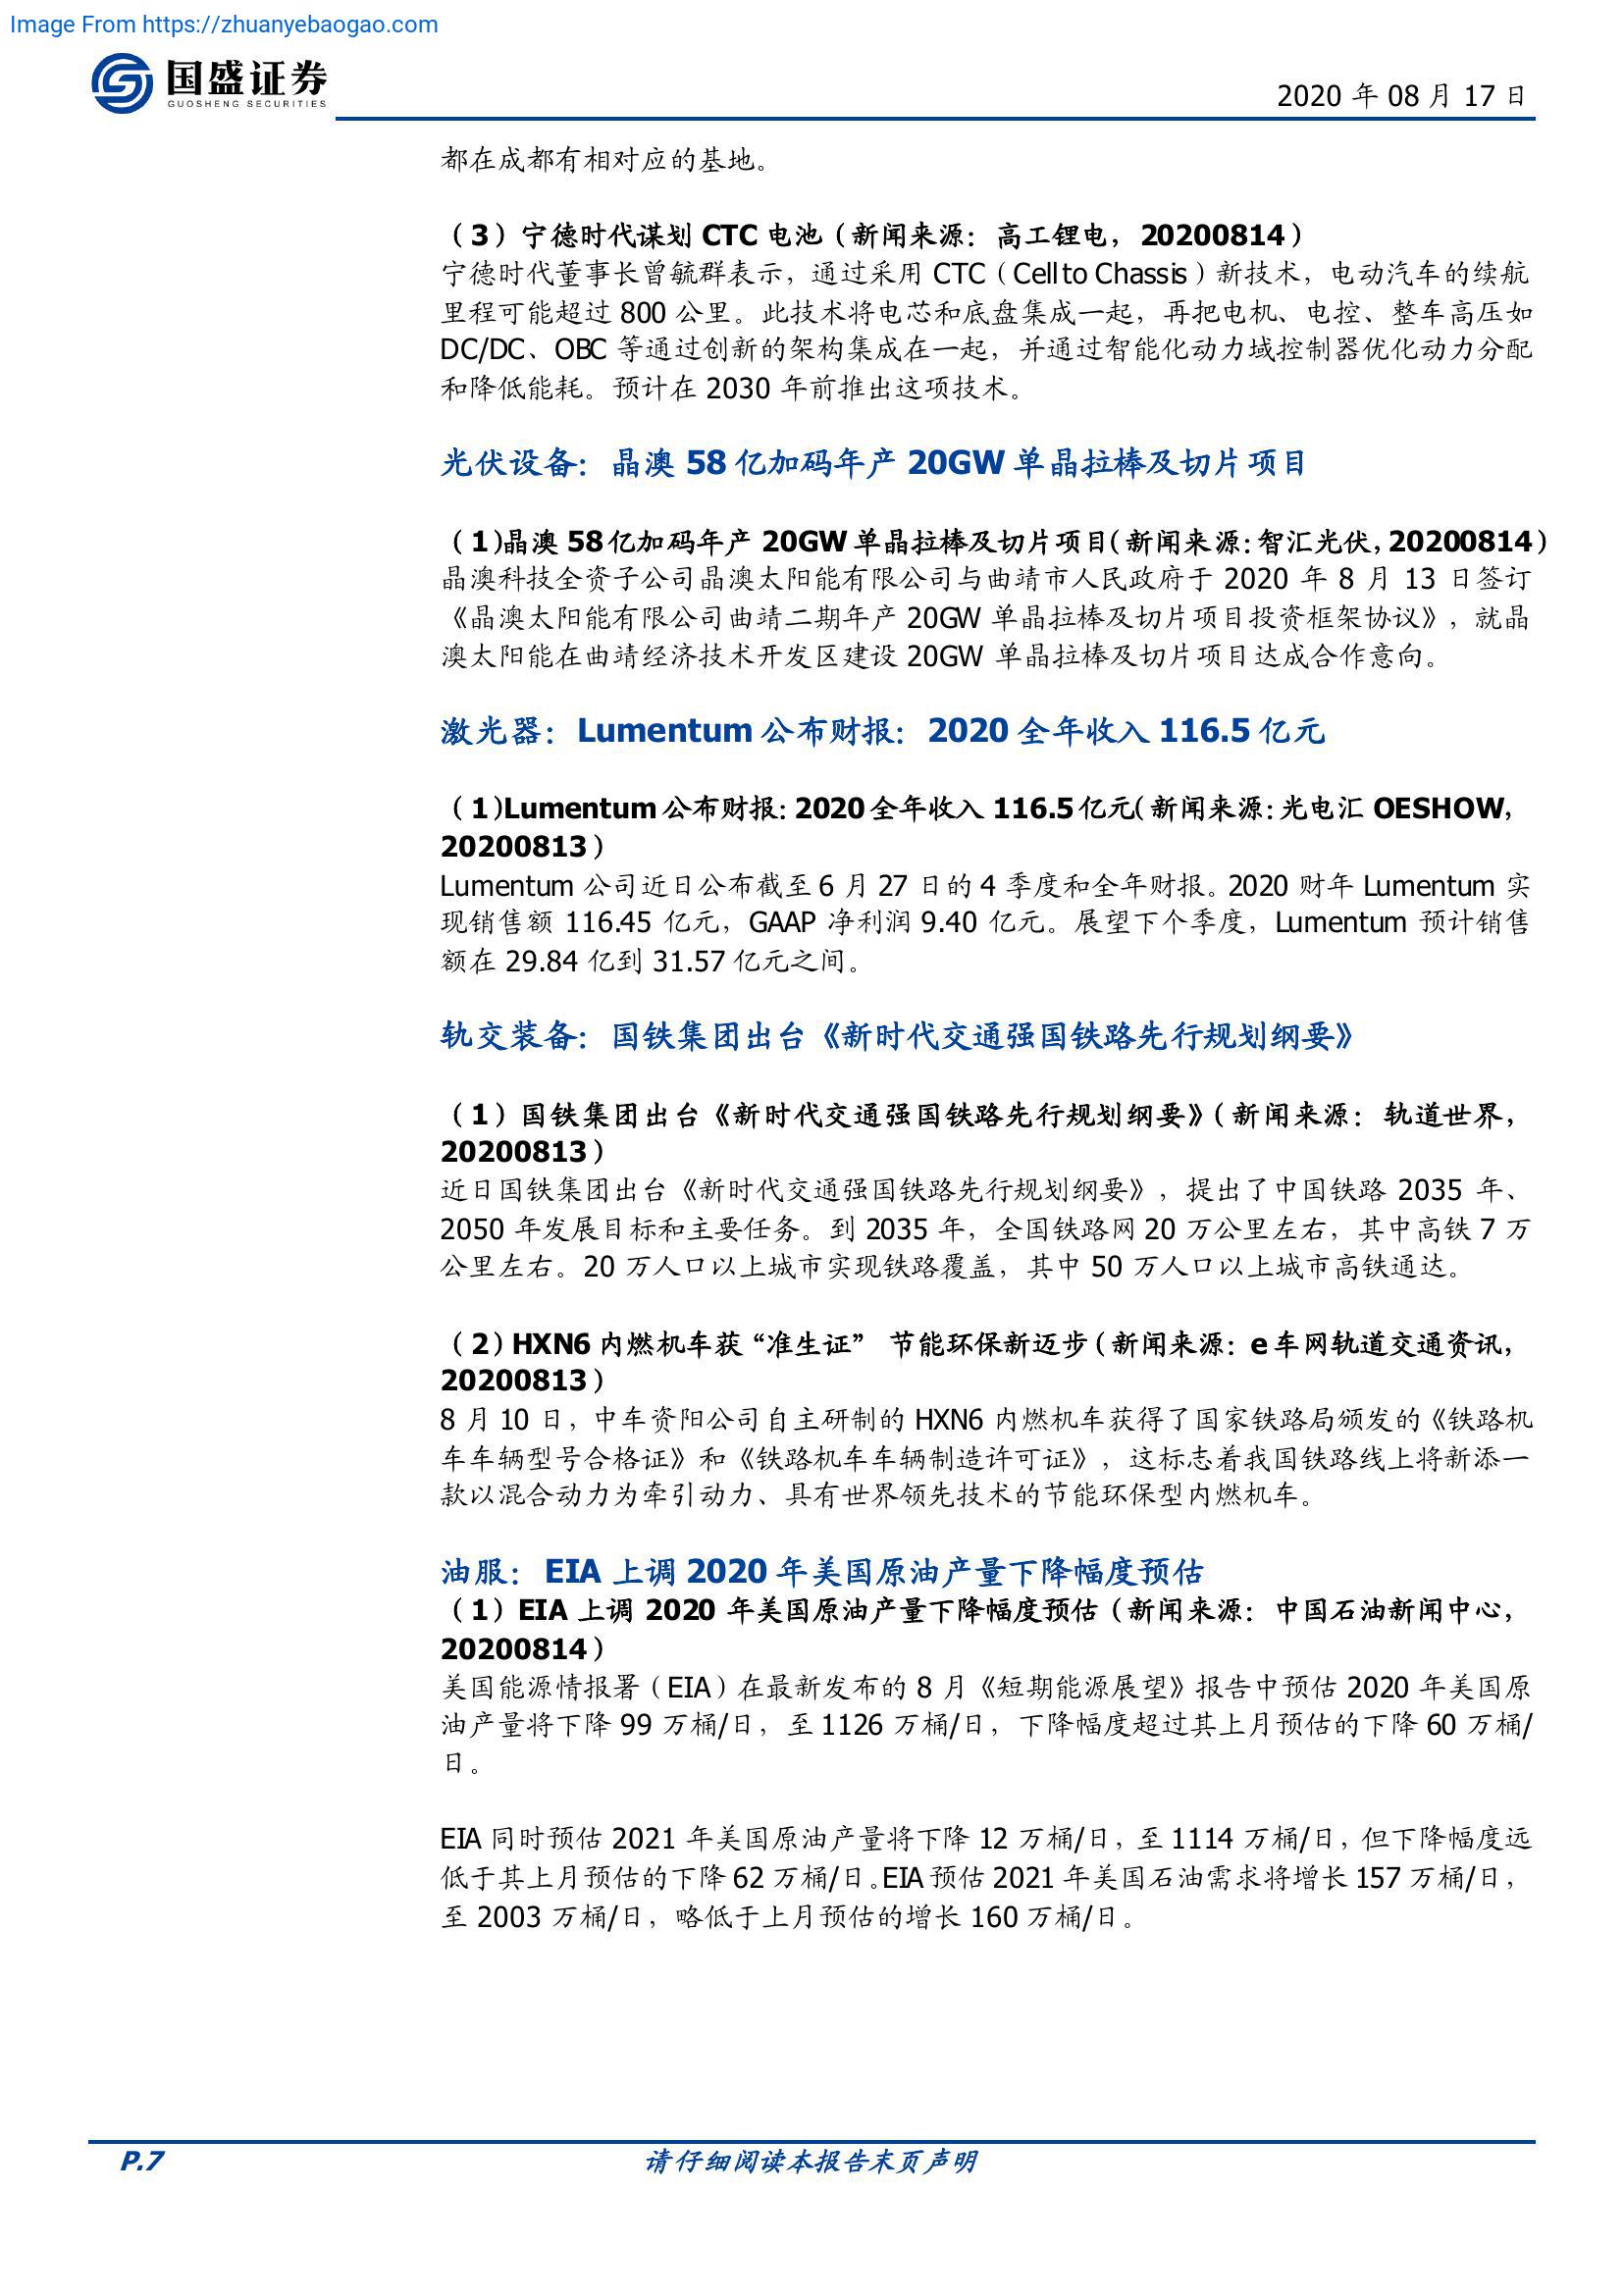 Image From https://zhuanyebaogao.com
国盛证券
GUOSHENG SECURITIES
2020 年 08 月 17 日
都在成都有相对应的基地。
（3）宁德时代谋划 CTC 电池（新闻来源：高工锂电，20200814）
宁德时代董事长曾毓群表示，通过采用 CTC（Cell to Chassis）新技术，电动汽车的续航
里程可能超过 800 公里。此技术将电芯和底盘集成一起，再把电机、电控、整车高压如
DC/DC、OBC 等通过创新的架构集成在一起，并通过智能化动力域控制器优化动力分配
和降低能耗。预计在 2030 年前推出这项技术。
光伏设备：晶澳 58 亿加码年产 20GW 单晶拉棒及切片项目
（1）晶澳 58 亿加码年产 20GW 单晶拉棒及切片项目（新闻来源：智汇光伏，20200814）
晶澳科技全资子公司晶澳太阳能有限公司与曲靖市人民政府于 2020 年 8 月 13 日签订
《晶澳太阳能有限公司曲靖二期年产 20GW 单晶拉棒及切片项目投资框架协议》，就晶
澳太阳能在曲靖经济技术开发区建设 20GW 单晶拉棒及切片项目达成合作意向。
激光器：Lumentum 公布财报：2020 全年收入 116.5 亿元
（1）Lumentum 公布财报：2020 全年收入 116.5 亿元（新闻来源：光电汇 OESHOW，
20200813）
Lumentum 公司近日公布截至 6 月 27 日的 4 季度和全年财报。2020 财年 Lumentum 实
现销售额 116.45 亿元，GAAP 净利润 9.40 亿元。展望下个季度，Lumentum 预计销售
额在 29.84 亿到 31.57 亿元之间。
轨交装备：国铁集团出台《新时代交通强国铁路先行规划纲要》
（1）国铁集团出台《新时代交通强国铁路先行规划纲要》（新闻来源：轨道世界，
20200813）
近日国铁集团出台《新时代交通强国铁路先行规划纲要》，提出了中国铁路 2035 年、
2050 年发展目标和主要任务。到 2035 年，全国铁路网 20 万公里左右，其中高铁 7 万
公里左右。20 万人口以上城市实现铁路覆盖，其中 50 万人口以上城市高铁通达。
（2）HXN6 内燃机车获“准生证” 节能环保新迈步（新闻来源：e 车网轨道交通资讯，
20200813）
8 月 10 日，中车资阳公司自主研制的 HXN6 内燃机车获得了国家铁路局颁发的《铁路机
车车辆型号合格证》和《铁路机车车辆制造许可证》，这标志着我国铁路线上将新添一
款以混合动力为牵引动力、具有世界领先技术的节能环保型内燃机车。
油服：EIA 上调 2020 年美国原油产量下降幅度预估
（1）EIA 上调 2020 年美国原油产量下降幅度预估（新闻来源：中国石油新闻中心，
20200814）
美国能源情报署（EIA）在最新发布的 8 月《短期能源展望》报告中预估 2020 年美国原
油产量将下降 99 万桶/日，至 1126 万桶/日，下降幅度超过其上月预估的下降 60 万桶/
日。
EIA 同时预估 2021 年美国原油产量将下降 12 万桶/日，至 1114 万桶/日，但下降幅度远
低于其上月预估的下降 62 万桶/日。EIA 预估 2021 年美国石油需求将增长 157 万桶/日，
至 2003 万桶/日，略低于上月预估的增长 160 万桶/日。
P.7
请仔细阅读本报告末页声明